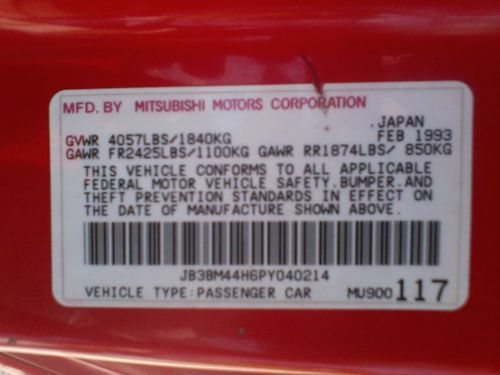 MFD. BY MITSUBISHI MOTORS CORPORATION
JAPAN
GVWR 4057LBS/1840KG FEB 1993
GAWR FR2425LBS/1100KG GAWR RR1874LBS/ 850KG
THIS VEHICLE CONFORMS TO ALL APPLICABLE
FEDERAL MOTOR VEHICLE SAFETY.BUMPER.AND
THEFT PREVENTION STANDARDS IN EFFECT ON
THE DATE OF MANUFACTURE SHOWN ABOVE.
JB3BM44H6PY040214
VEHICLE TYPE:PASSENGER CAR MU900117